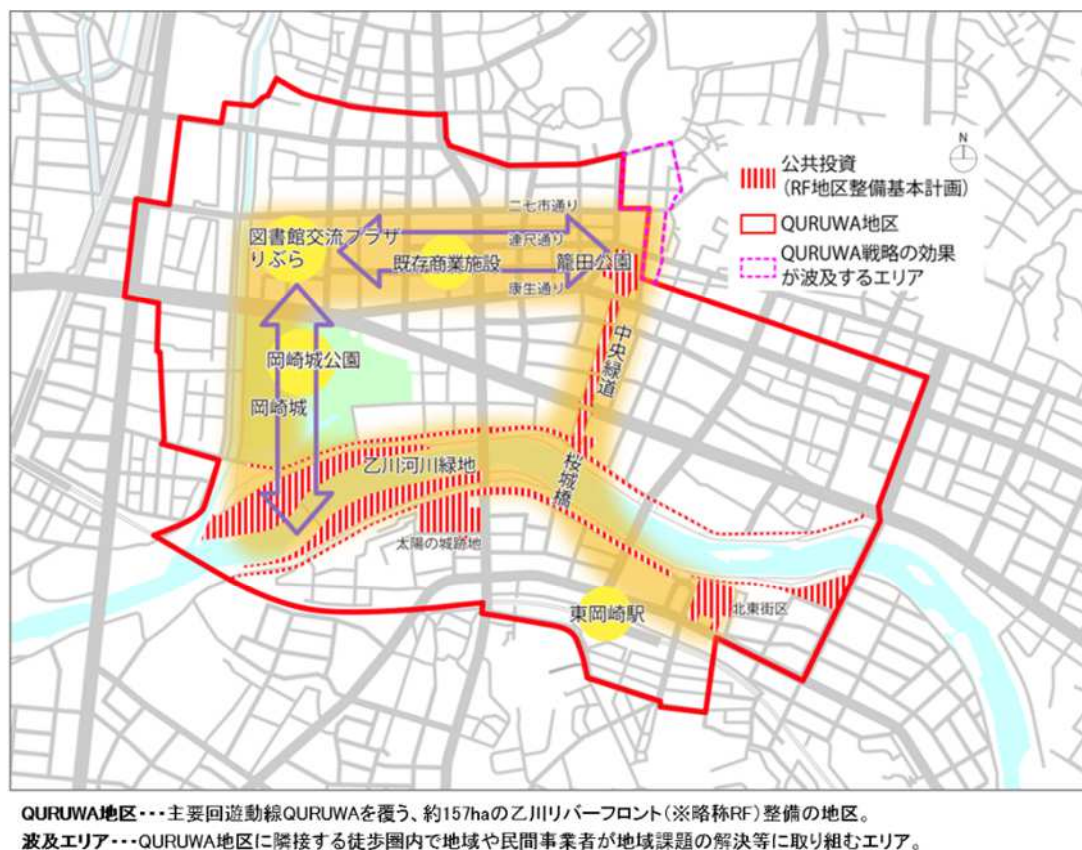 二七市通り
連尺通り
図書館交流プラザ
りぶら
既存商業施設
籠田公園
康生通り
N
公共投資
(RF地区整備基本計画)
QURUWA地区
QURUWA戦略の効果
が波及するエリア
岡崎城公園
岡崎城
中央緑道
乙川河川緑地
桜城橋
太陽の城跡地
東岡崎駅
北東街区
QURUWA地区・・・主要回遊動線QURUWAを覆う、約157haの乙川リバーフロント(※略称RF)整備の地区。
波及エリア・・・QURUWA地区に隣接する徒歩圏内で地域や民間事業者が地域課題の解決等に取り組むエリア。